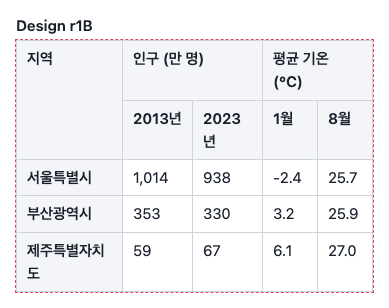 Design r1B
지역 인구 (만 명) 평균 기온
(°C)
2013년 2023 1월 8월
년
서울특별시 1,014 938 -2.4 25.7
부산광역시 353 330 3.2 25.9
제주특별자치 59 67 6.1 27.0
도